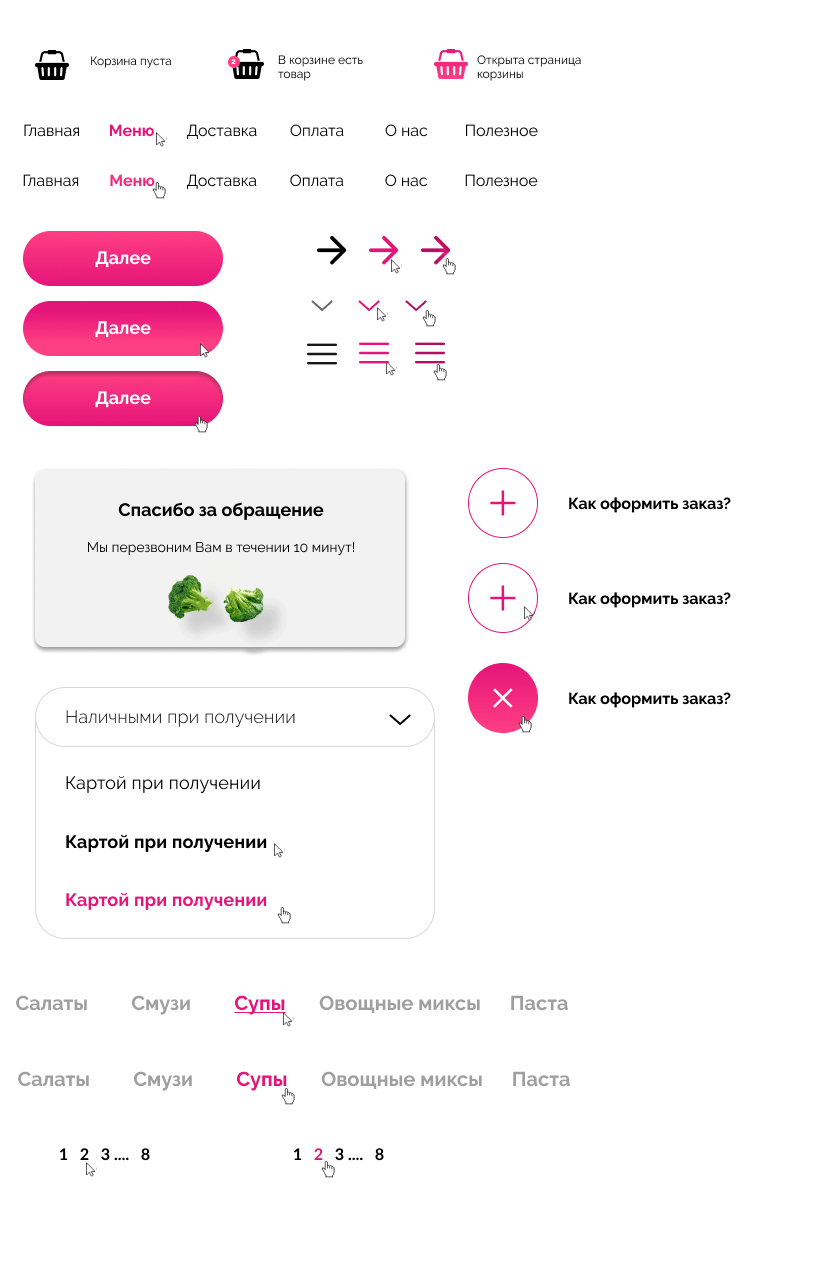 Корзина пуста
2
В корзине есть
товар
Открыта страница
корзины
Главная Меню Доставка Оплата О нас Полезное
Главная Меню Доставка Оплата О нас Полезное
Далее
Далее
Далее
Спасибо за обращение
Мы перезвоним Вам в течении 10 минут!
Как оформить заказ?
Как оформить заказ?
Как оформить заказ?
Наличными при получении
Картой при получении
Картой при получении
Картой при получении
Салаты Смузи Супы Овощные миксы Паста
Салаты Смузи Супы Овощные миксы Паста
1 2 3 .... 8
1 2 3 .... 8